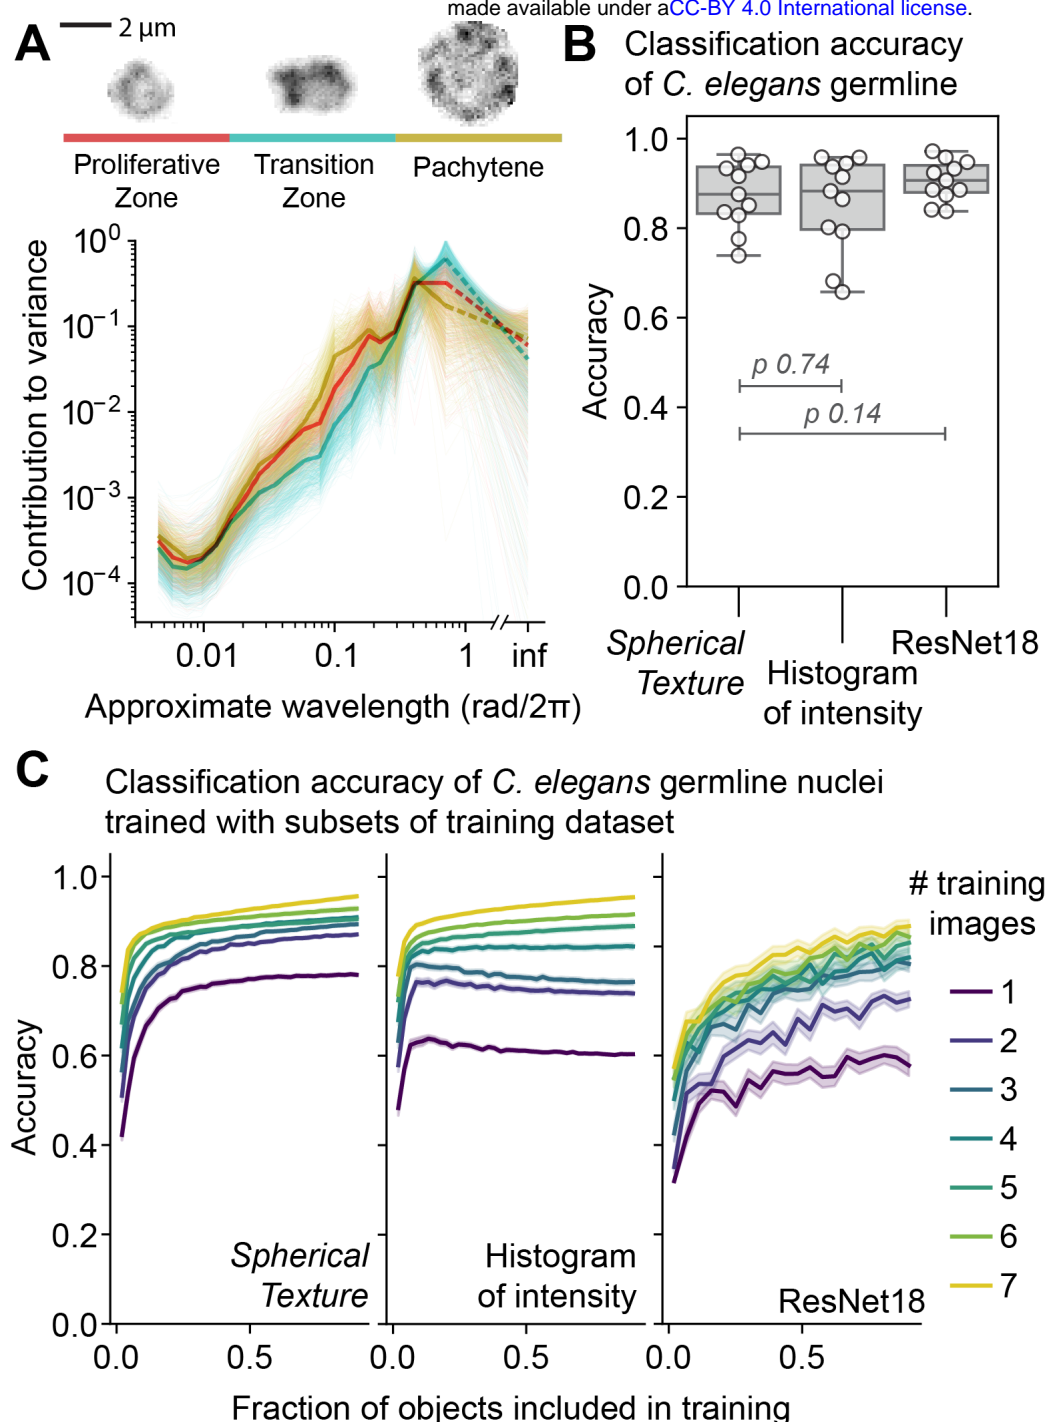 made available under aCC-BY 4.0 International license.
A
2 μm
Proliferative Zone
Transition Zone
Pachytene
Contribution to variance
10⁰
10⁻¹
10⁻²
10⁻³
10⁻⁴
0.01 0.1 1 inf
Approximate wavelength (rad/2π)
B
Classification accuracy
of C. elegans germline
Accuracy
1.0
0.8
0.6
0.4
0.2
0.0
p 0.74
p 0.14
Spherical
Texture
Histogram
of intensity
ResNet18
C
Classification accuracy of C. elegans germline nuclei
trained with subsets of training dataset
Accuracy
1.0
0.8
0.6
0.4
0.2
0.0
Spherical
Texture
Histogram
of intensity
ResNet18
0.0 0.5 0.0 0.5 0.0 0.5
Fraction of objects included in training
# training
images
1
2
3
4
5
6
7